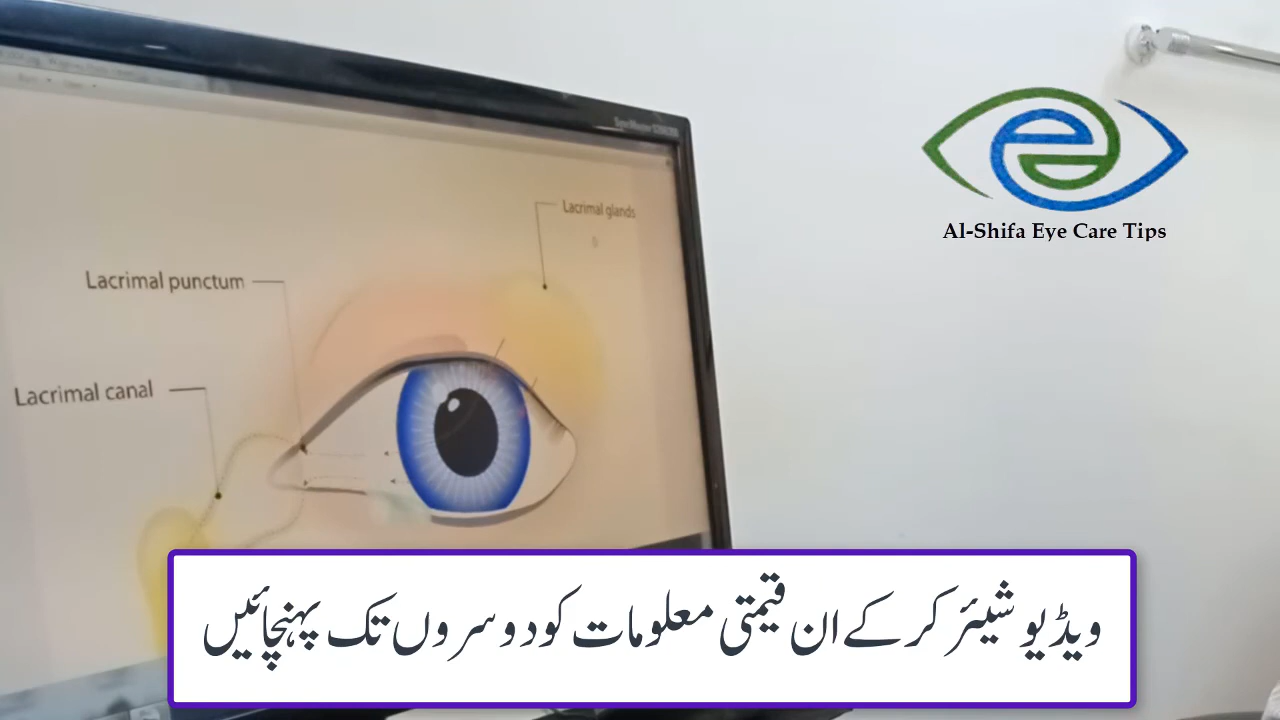 Lacrimal glands
Lacrimal punctum
Lacrimal canal
Al-Shifa Eye Care Tips
ویڈیو شیئر کر کے ان قیمتی معلومات کو دوسروں تک پہنچائیں